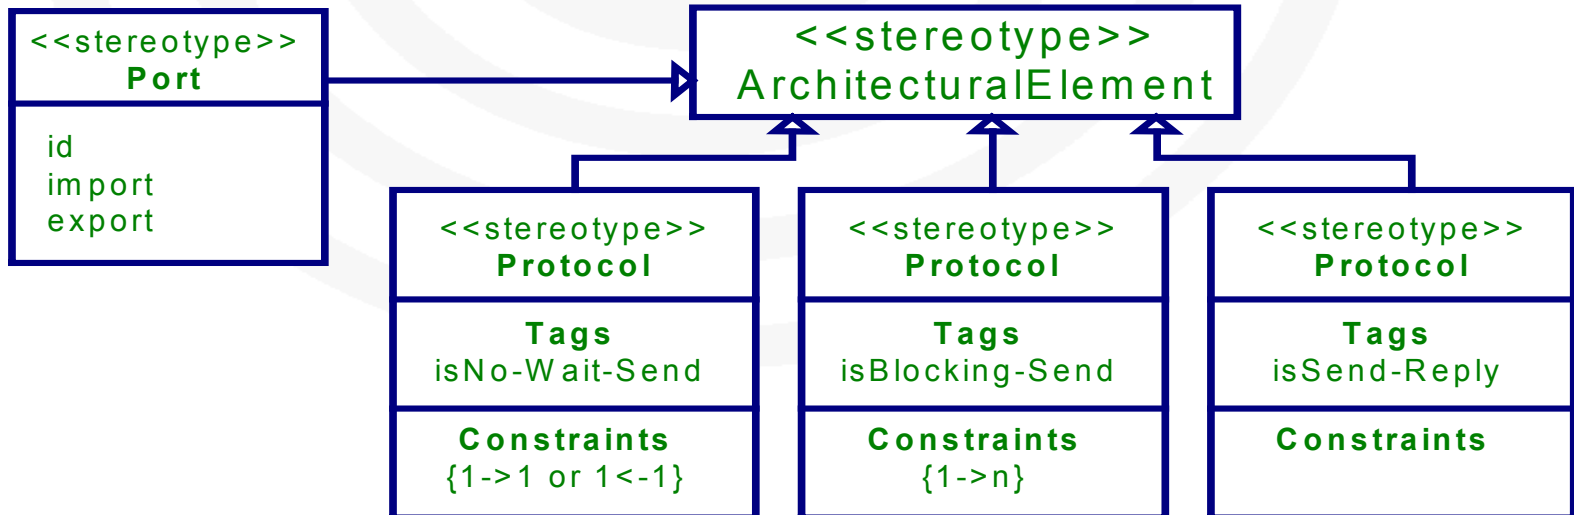 <<stereotype>>
Port
id
import
export
<<stereotype>>
ArchitecturalElement
<<stereotype>>
Protocol
Tags
isNo-Wait-Send
Constraints
{1->1 or 1<-1}
<<stereotype>>
Protocol
Tags
isBlocking-Send
Constraints
{1->n}
<<stereotype>>
Protocol
Tags
isSend-Reply
Constraints